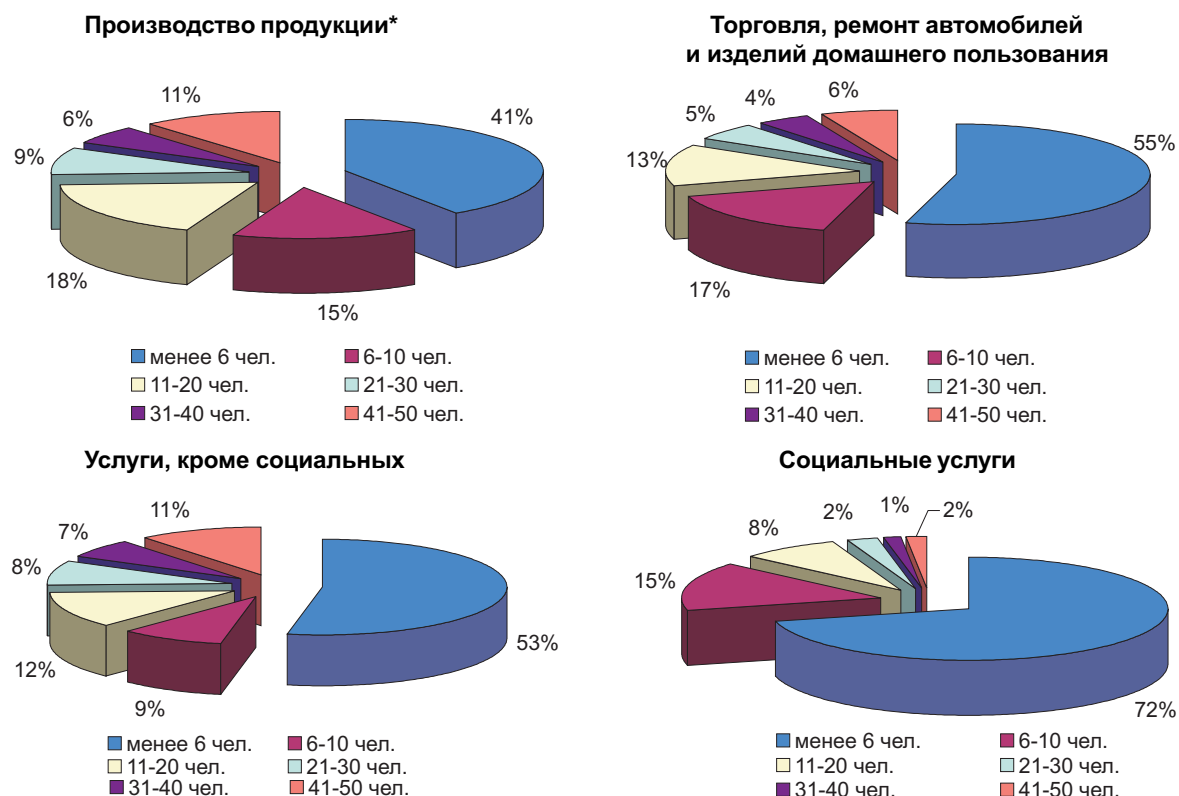 Производство продукции*
11%
41%
6%
9%
18%
15%
менее 6 чел.
6-10 чел.
11-20 чел.
21-30 чел.
31-40 чел.
41-50 чел.
Торговля, ремонт автомобилей
и изделий домашнего пользования
6%
4%
5%
55%
13%
17%
менее 6 чел.
6-10 чел.
11-20 чел.
21-30 чел.
31-40 чел.
41-50 чел.
Услуги, кроме социальных
11%
7%
8%
53%
12%
9%
менее 6 чел.
6-10 чел.
11-20 чел.
21-30 чел.
31-40 чел.
41-50 чел.
Социальные услуги
1%
2%
2%
8%
15%
72%
менее 6 чел.
6-10 чел.
11-20 чел.
21-30 чел.
31-40 чел.
41-50 чел.